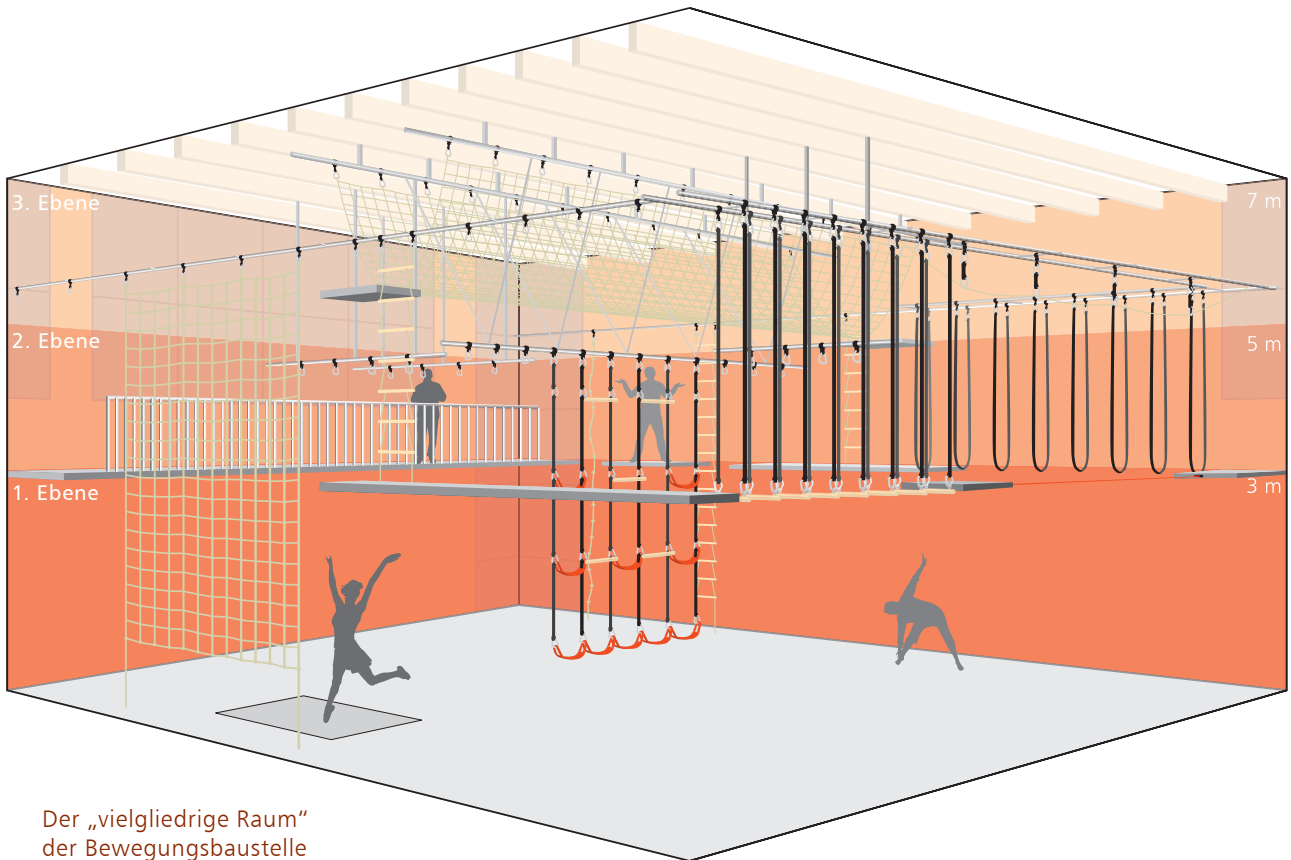 3. Ebene
7 m
2. Ebene
5 m
1. Ebene
3 m
Der „vielgliedrige Raum“
der Bewegungsbaustelle